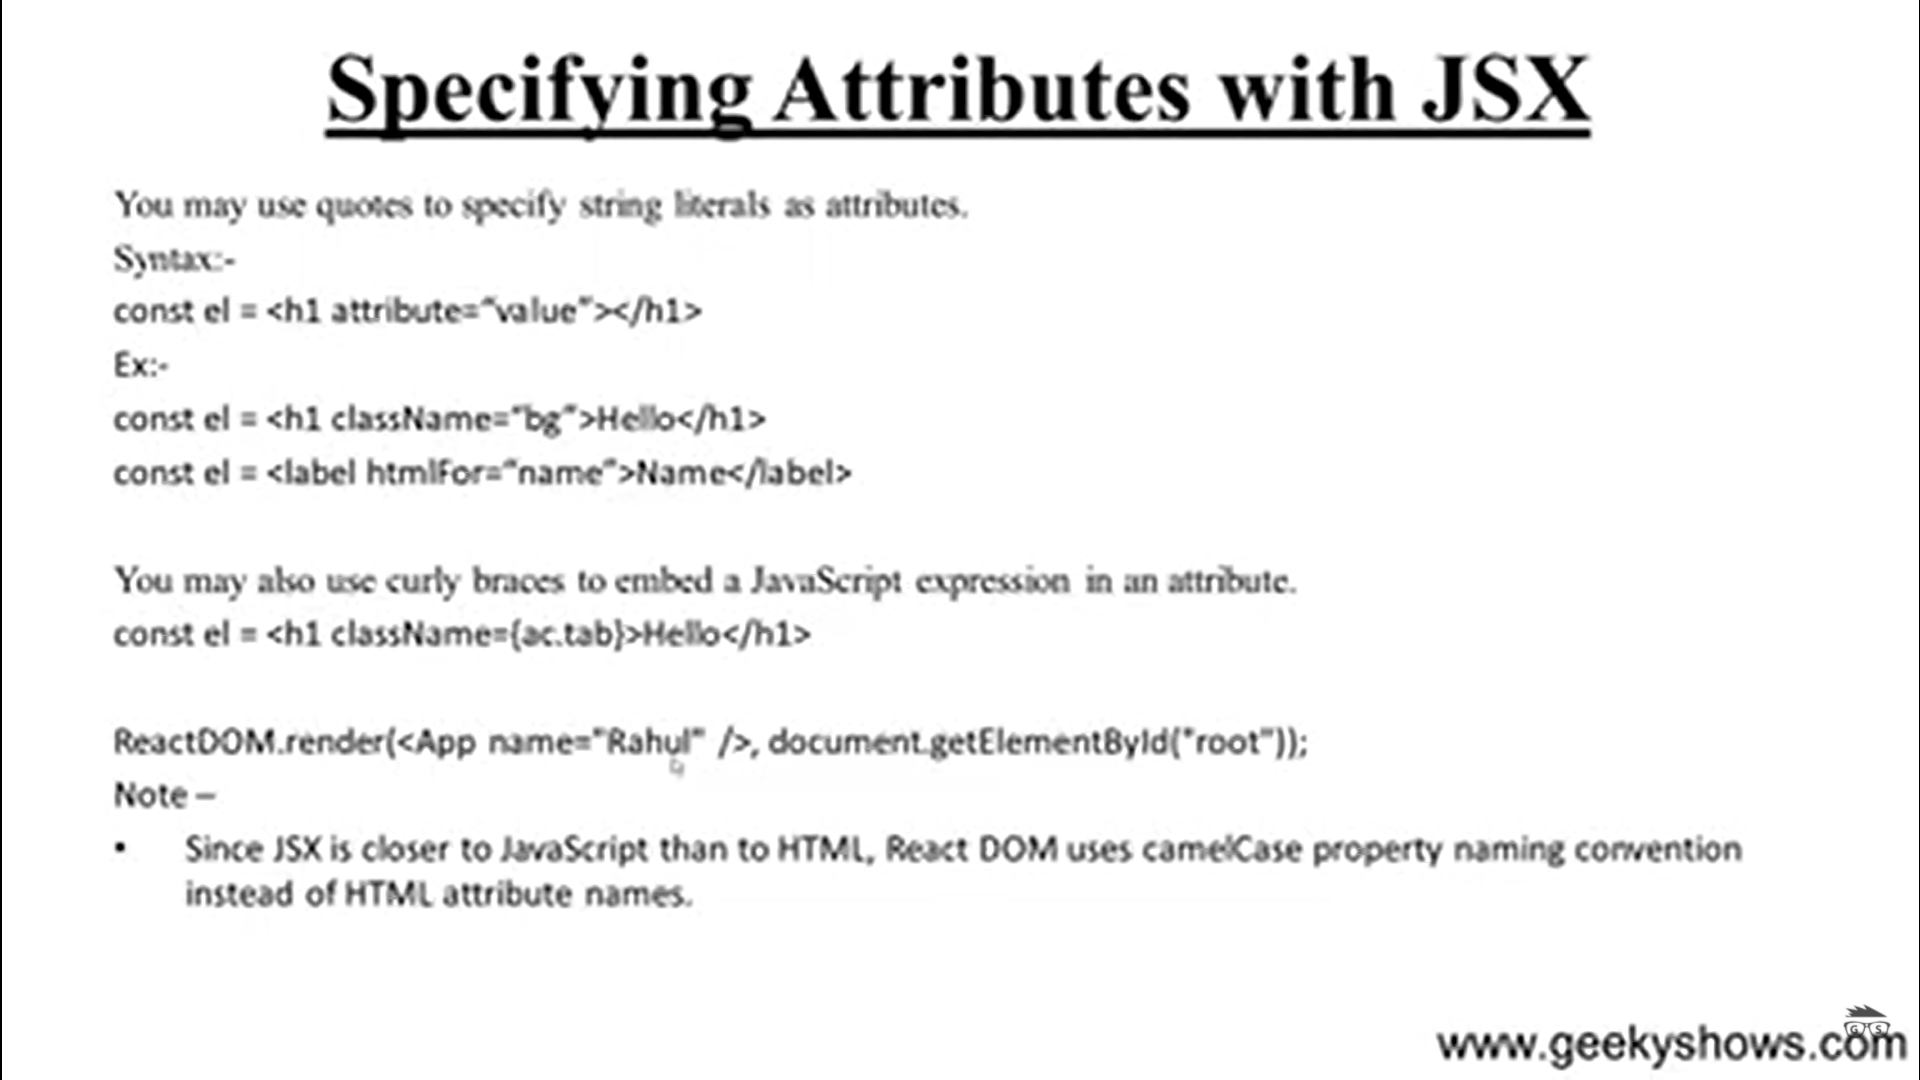 Specifying Attributes with JSX
You may use quotes to specify string literals as attributes.
Syntax:-
const el = <h1 attribute=“value”></h1>
Ex:-
const el = <h1 className=“bg”>Hello</h1>
const el = <label htmlFor=“name”>Name</label>
You may also use curly braces to embed a JavaScript expression in an attribute.
const el = <h1 className={ac.tab}>Hello</h1>
ReactDOM.render(<App name="Rahul" />, document.getElementById("root"));
Note –
• Since JSX is closer to JavaScript than to HTML, React DOM uses camelCase property naming convention
instead of HTML attribute names.
G S
www.geekyshows.com